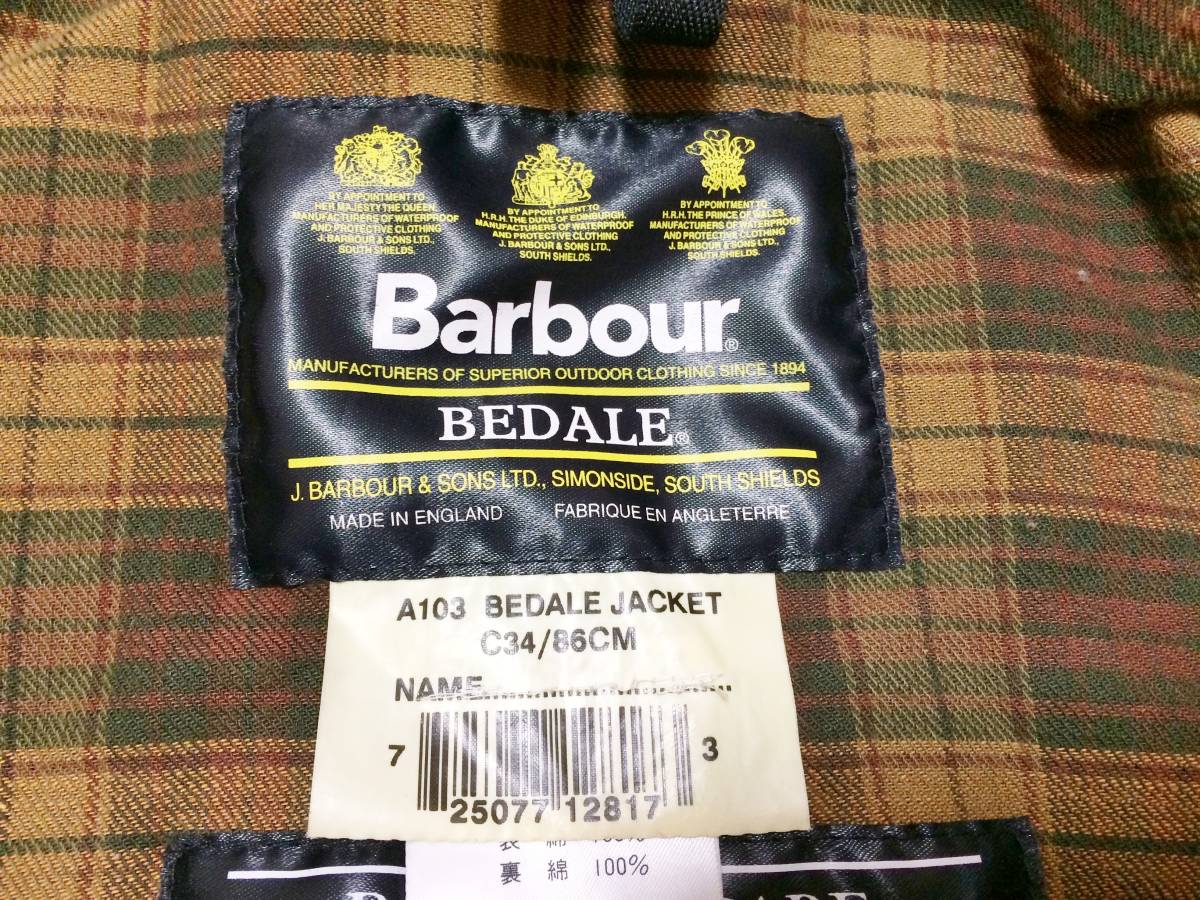 BY APPOINTMENT TO
HER MAJESTY THE QUEEN.
MANUFACTURERS OF WATERPROOF
AND PROTECTIVE CLOTHING
J. BARBOUR & SONS LTD.,
SOUTH SHIELDS.
BY APPOINTMENT TO
H.R.H. THE DUKE OF EDINBURGH.
MANUFACTURERS OF WATERPROOF
AND PROTECTIVE CLOTHING
J. BARBOUR & SONS LTD.,
SOUTH SHIELDS.
BY APPOINTMENT TO
H.R.H. THE PRINCE OF WALES.
MANUFACTURERS OF WATERPROOF
AND PROTECTIVE CLOTHING
J. BARBOUR & SONS LTD.,
SOUTH SHIELDS.
Barbour®
MANUFACTURERS OF SUPERIOR OUTDOOR CLOTHING SINCE 1894
BEDALE®
J. BARBOUR & SONS LTD., SIMONSIDE, SOUTH SHIELDS
MADE IN ENGLAND FABRIQUE EN ANGLETERRE
A103 BEDALE JACKET
C34/86CM
NAME
7 25077 12817 3
表 綿 100%
裏 綿 100%